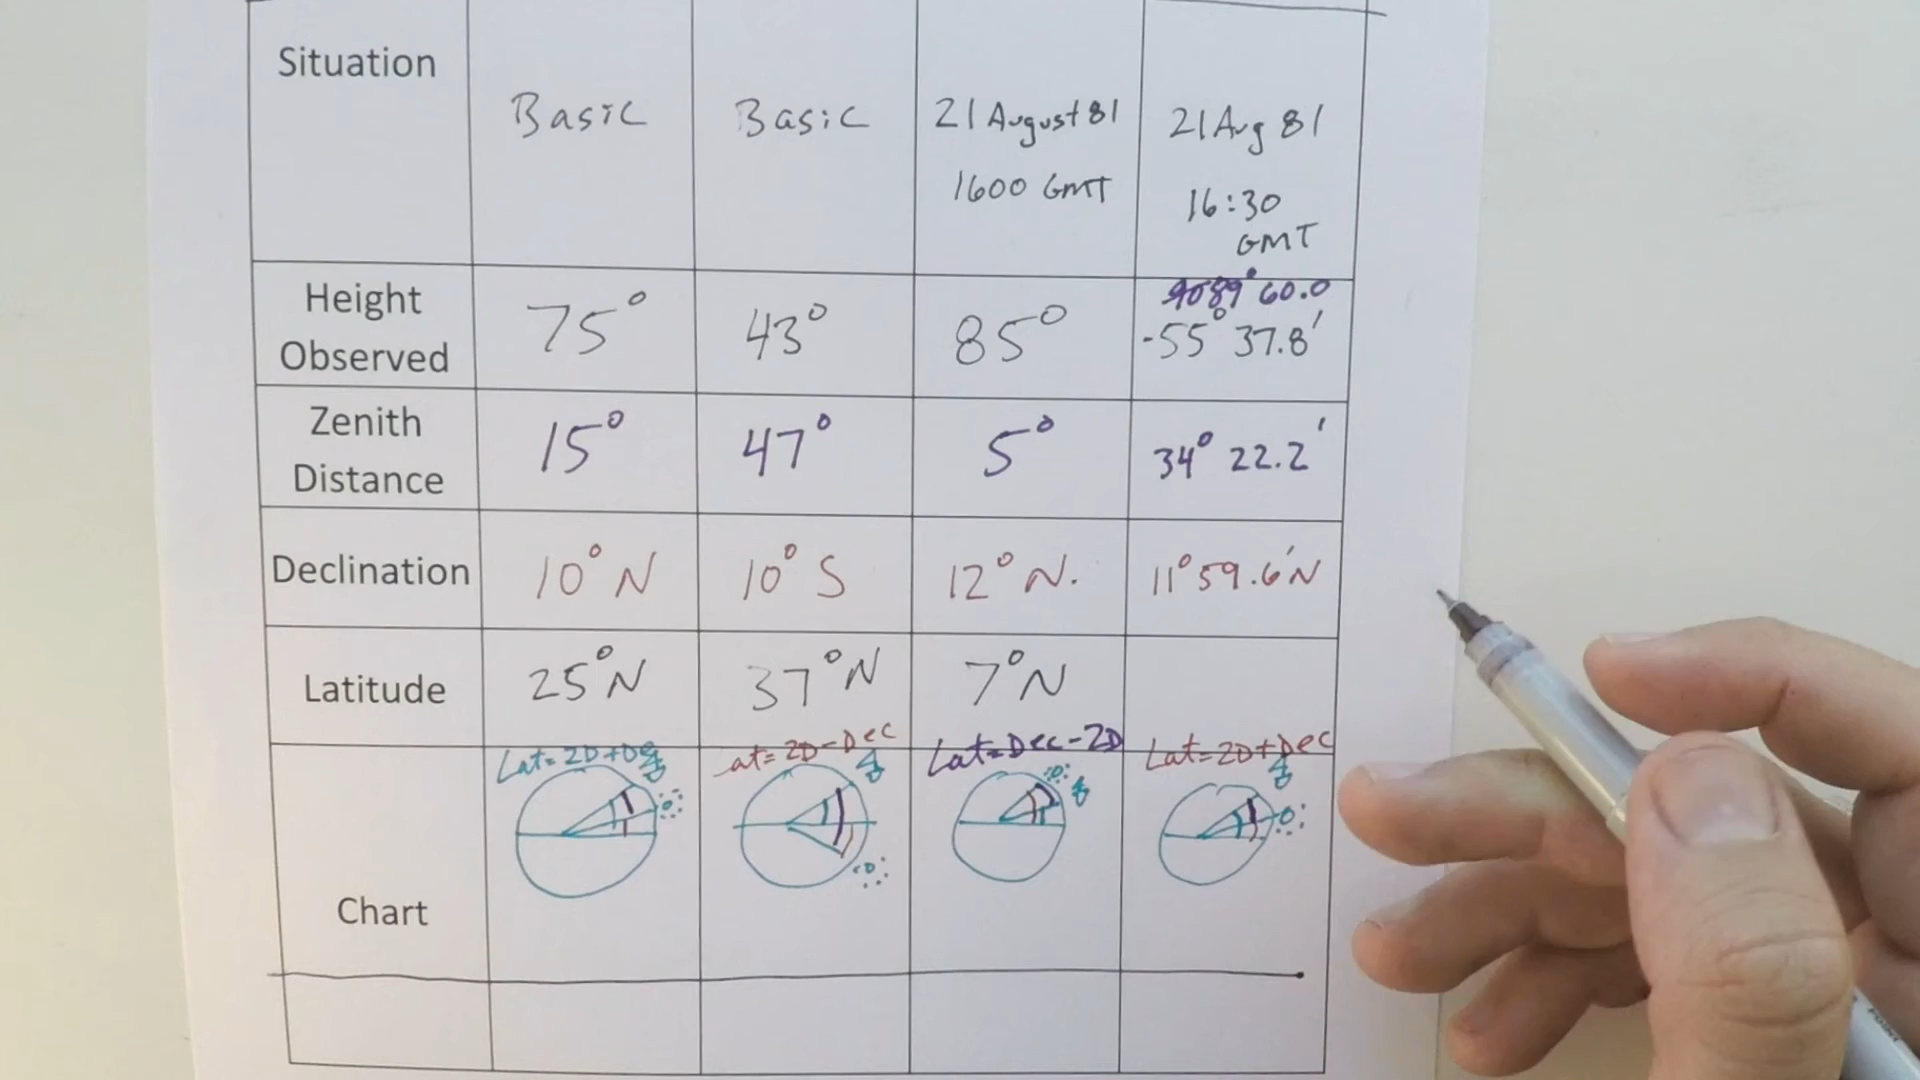 Situation
Basic
Basic
21 August 81
1600 GMT
21 Aug 81
16:30
GMT
Height
Observed
75°
43°
85°
89° 60.0
-55° 37.8'
Zenith
Distance
15°
47°
5°
34° 22.2'
Declination
10° N
10° S
12° N.
11° 59.6' N
Latitude
25° N
37° N
7° N
Chart
Lat= ZD+Dec
Lat= ZD-Dec
Lat= Dec-ZD
Lat= ZD+Dec